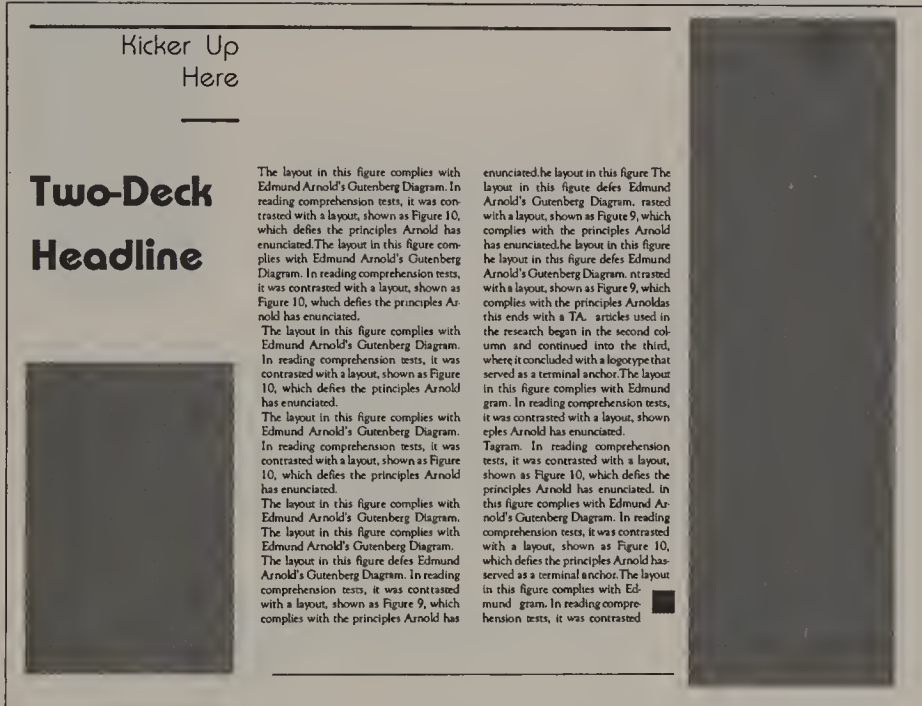 Kicker Up
Here
Two-Deck
Headline
The layout in this figure complies with
Edmund Arnold's Gutenberg Diagram. In
reading comprehension tests, it was con-
trasted with a layout, shown as Figure 10,
which defies the principles Arnold has
enunciated.The layout in this figure com-
plies with Edmund Arnold's Gutenberg
Diagram. In reading comprehension tests,
it was contrasted with a layout, shown as
Figure 10, which defies the principles Ar-
nold has enunciated.
The layout in this figure complies with
Edmund Arnold's Gutenberg Diagram.
In reading comprehension tests, it was
contrasted with a layout, shown as Figure
10, which defies the principles Arnold
has enunciated.
The layout in this figure complies with
Edmund Arnold's Gutenberg Diagram.
In reading comprehension tests, it was
contrasted with a layout, shown as Figure
10, which defies the principles Arnold
has enunciated.
The layout in this figure complies with
Edmund Arnold's Gutenberg Diagram.
The layout in this figure complies with
Edmund Arnold's Gutenberg Diagram.
The layout in this figure defes Edmund
Arnold's Gutenberg Diagram. In reading
comprehension tests, it was contrasted
with a layout, shown as Figure 9, which
complies with the principles Arnold has
enunciated.he layout in this figure The
layout in this figure defes Edmund
Arnold's Gutenberg Diagram. rasted
with a layout, shown as Figure 9, which
complies with the principles Arnold
has enunciated.he layout in this figure
he layout in this figure defes Edmund
Arnold's Gutenberg Diagram. ntrasted
with a layout, shown as Figure 9, which
complies with the principles Arnoldas
this ends with a TA. articles used in
the research began in the second col-
umn and continued into the third,
where it concluded with a logotype that
served as a terminal anchor.The layout
in this figure complies with Edmund
gram. In reading comprehension tests,
it was contrasted with a layout, shown
eples Arnold has enunciated.
Tagram. In reading comprehension
tests, it was contrasted with a layout,
shown as Figure 10, which defies the
principles Arnold has enunciated. in
this figure complies with Edmund Ar-
nold's Gutenberg Diagram. In reading
comprehension tests, it was contrasted
with a layout, shown as Figure 10,
which defies the principles Arnold has-
served as a terminal anchor.The layout
in this figure complies with Ed-
mund gram. In reading compre-
hension tests, it was contrasted